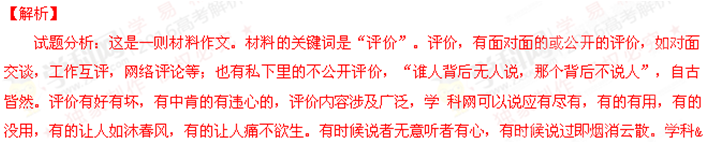 【解析】
试题分析：这是一则材料作文。材料的关键词是“评价”。评价，有面对面的或公开的评价，如对面
交谈，工作互评，网络评论等；也有私下里的不公开评价，“谁人背后无人说，那个背后不说人”，自古
皆然。评价有好有坏，有中肯的有违心的，评价内容涉及广泛，学 科网可以说应有尽有，有的有用，有的
没用，有的让人如沐春风，有的让人痛不欲生。有时候说者无意听者有心，有时候说过即烟消云散。学科&